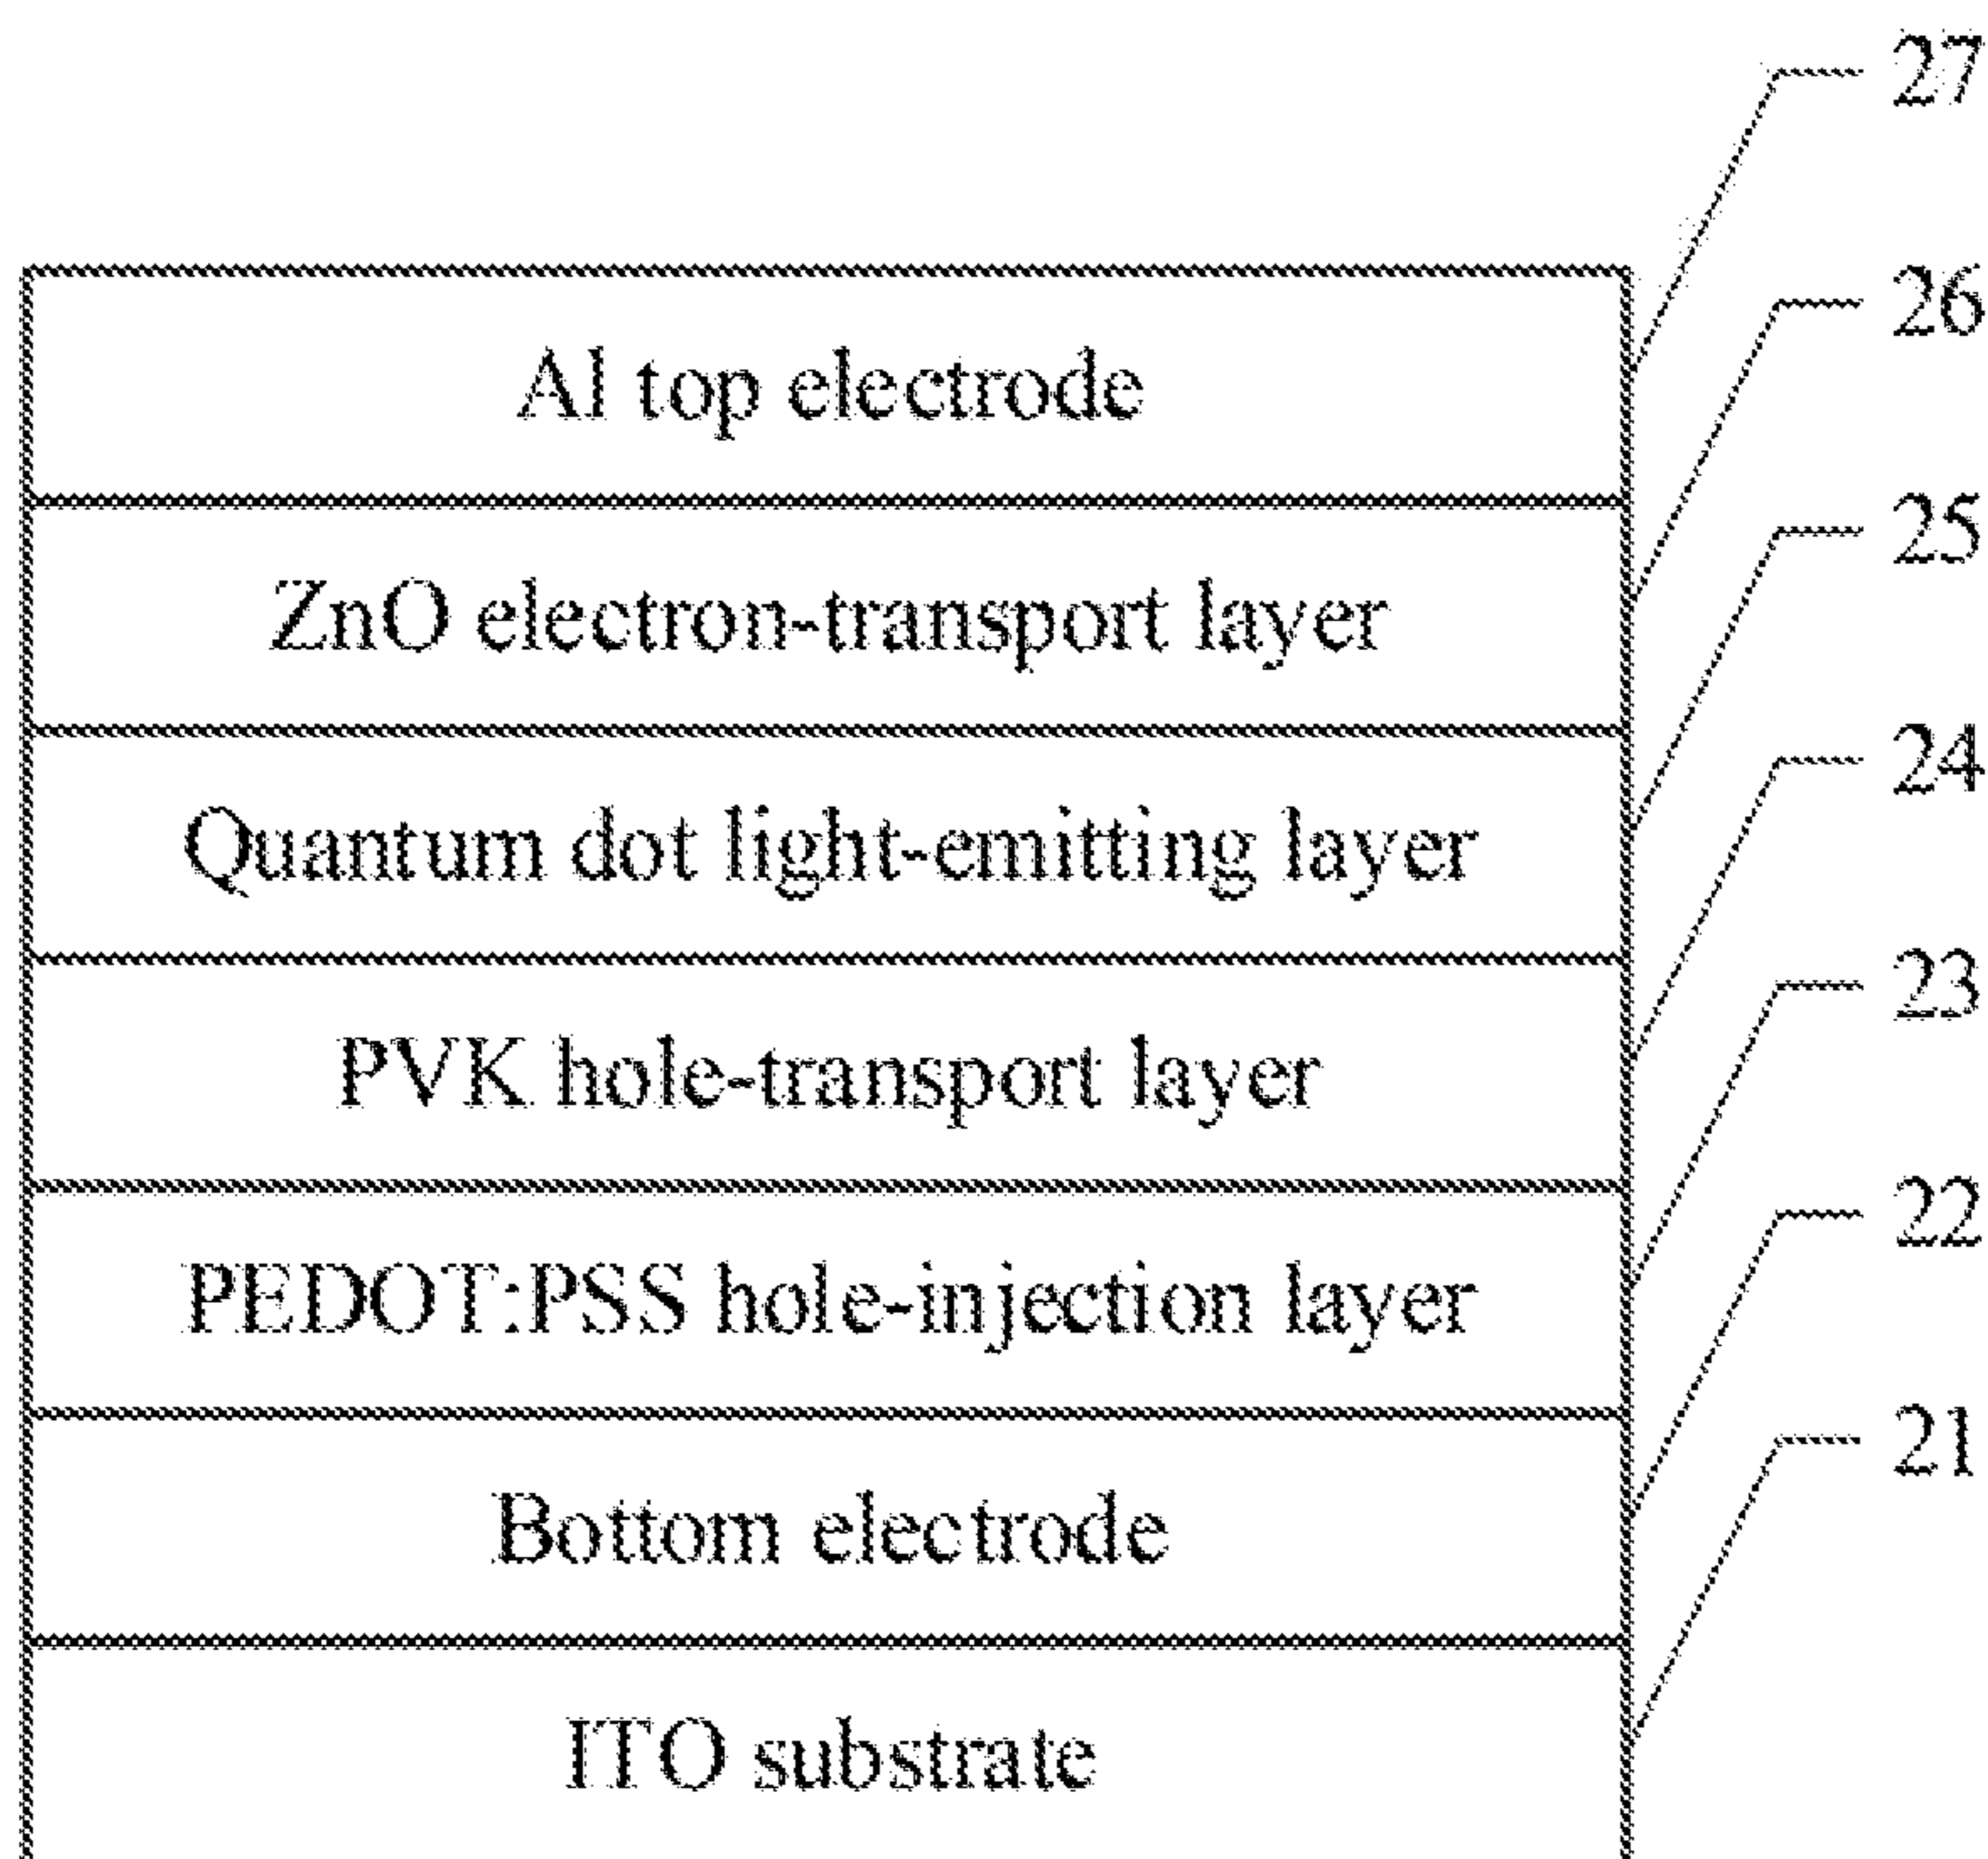 27
Al top electrode
26
ZnO electron-transport layer
25
Quantum dot light-emitting layer
24
PVK hole-transport layer
23
PEDOT:PSS hole-injection layer
22
Bottom electrode
21
ITO substrate